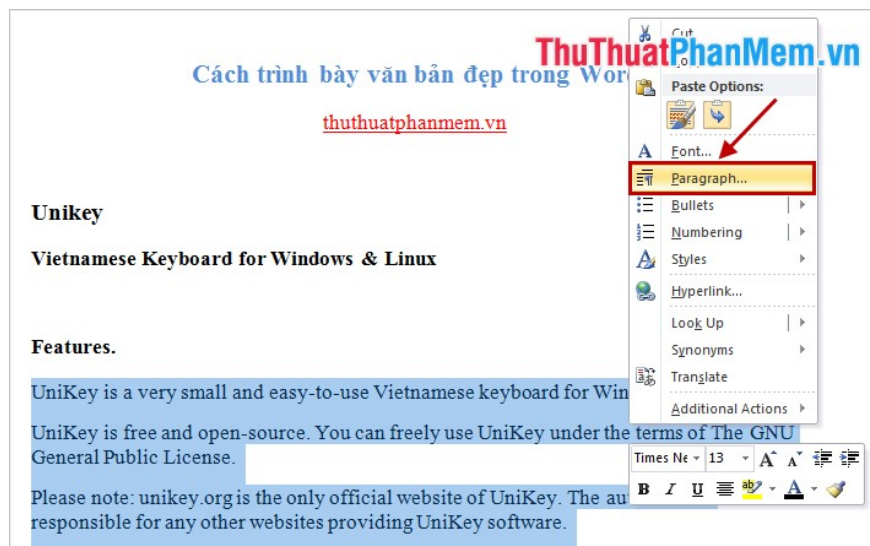 ThuThuatPhanMem.vn
Cách trình bày văn bản đẹp trong Wor
thuthuatphanmem.vn
Unikey
Vietnamese Keyboard for Windows & Linux
Features.
UniKey is a very small and easy-to-use Vietnamese keyboard for Win
UniKey is free and open-source. You can freely use UniKey under the terms of The GNU
General Public License.
Please note: unikey.org is the only official website of UniKey. The au
responsible for any other websites providing UniKey software.
Cut
Paste Options:
Font...
Paragraph...
Bullets
Numbering
Styles
Hyperlink...
Look Up
Synonyms
Translate
Additional Actions
Times Ne 13 A A
B I U ab A